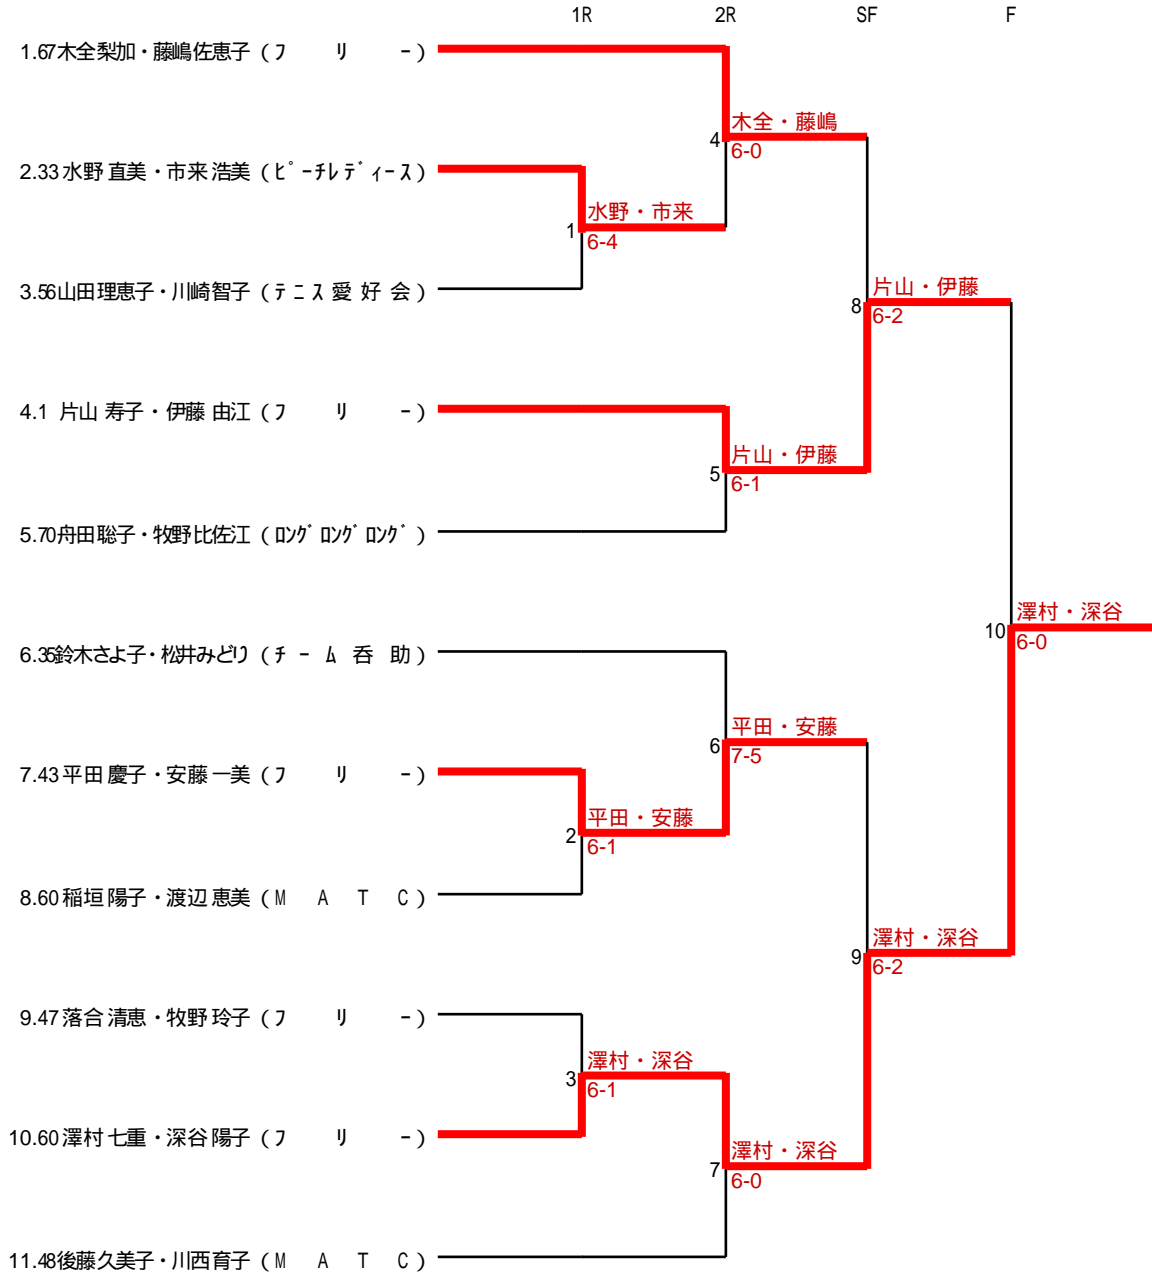 1R 2R SF F
1.67木全梨加・藤嶋佐恵子（フリー）
木全・藤嶋
4
6-0
2.33水野 直美・市来 浩美（ﾋﾟｰﾁﾚﾃﾞｨｰｽ）
水野・市来
1
6-4
3.56山田理恵子・川崎智子（テニス愛好会）
片山・伊藤
8
6-2
4.1 片山 寿子・伊藤 由江（フリー）
片山・伊藤
5
6-1
5.70舟田聡子・牧野比佐江（ﾛﾝｸﾞﾛﾝｸﾞﾛﾝｸﾞ）
澤村・深谷
10
6-0
6.35鈴木さよ子・松井みどり（チーム呑助）
平田・安藤
6
7-5
7.43平田 慶子・安藤 一美（フリー）
平田・安藤
2
6-1
8.60稲垣 陽子・渡辺 恵美（MATC）
澤村・深谷
9
6-2
9.47落合 清恵・牧野 玲子（フリー）
澤村・深谷
3
6-1
10.60澤村 七重・深谷 陽子（フリー）
澤村・深谷
7
6-0
11.48後藤久美子・川西育子（MATC）